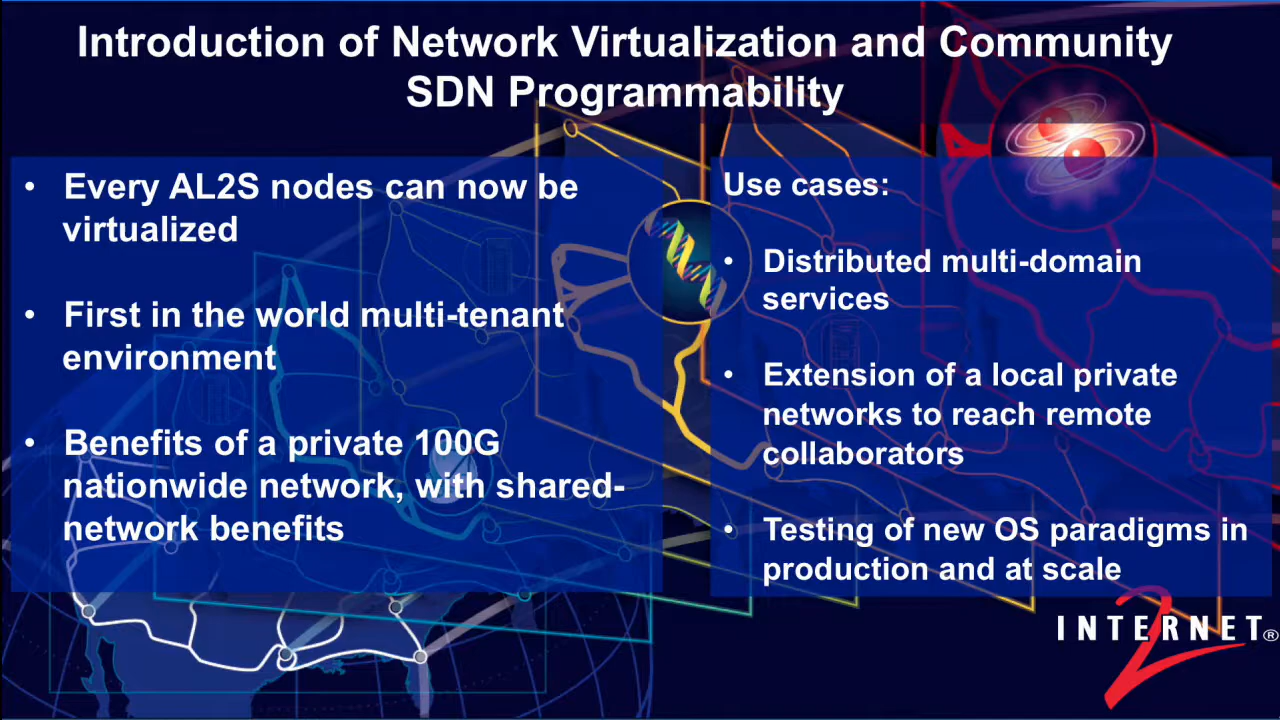 Introduction of Network Virtualization and Community
SDN Programmability
• Every AL2S nodes can now be
virtualized
• First in the world multi-tenant
environment
• Benefits of a private 100G
nationwide network, with shared-
network benefits
Use cases:
• Distributed multi-domain
services
• Extension of a local private
networks to reach remote
collaborators
• Testing of new OS paradigms in
production and at scale
INTERNET®
2